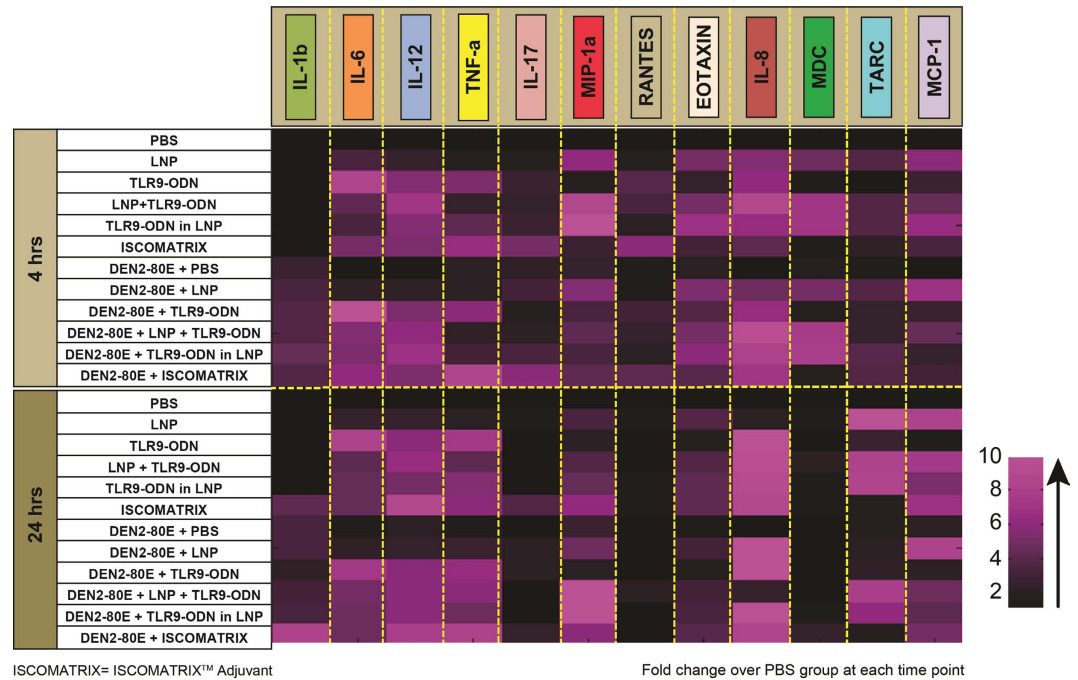 IL-1b
IL-6
IL-12
TNF-a
IL-17
MIP-1a
RANTES
EOTAXIN
IL-8
MDC
TARC
MCP-1
4 hrs
PBS
LNP
TLR9-ODN
LNP+TLR9-ODN
TLR9-ODN in LNP
ISCOMATRIX
DEN2-80E + PBS
DEN2-80E + LNP
DEN2-80E + TLR9-ODN
DEN2-80E + LNP + TLR9-ODN
DEN2-80E + TLR9-ODN in LNP
DEN2-80E + ISCOMATRIX
24 hrs
PBS
LNP
TLR9-ODN
LNP + TLR9-ODN
TLR9-ODN in LNP
ISCOMATRIX
DEN2-80E + PBS
DEN2-80E + LNP
DEN2-80E + TLR9-ODN
DEN2-80E + LNP + TLR9-ODN
DEN2-80E + TLR9-ODN in LNP
DEN2-80E + ISCOMATRIX
10
8
6
4
2
ISCOMATRIX= ISCOMATRIX™ Adjuvant
Fold change over PBS group at each time point